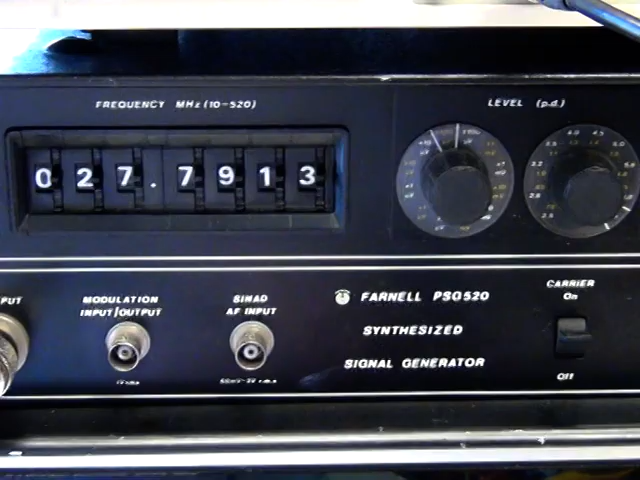 FREQUENCY MHz (10-520)
LEVEL (p.d.)
027.7913
PUT
MODULATION
INPUT/OUTPUT
SINAD
AF INPUT
FARNELL PSG520
SYNTHESIZED
SIGNAL GENERATOR
CARRIER
On
Off